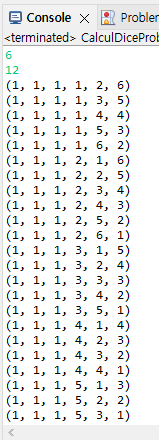 Console Problem
<terminated> CalculDiceProb
6
12
(1, 1, 1, 1, 2, 6)
(1, 1, 1, 1, 3, 5)
(1, 1, 1, 1, 4, 4)
(1, 1, 1, 1, 5, 3)
(1, 1, 1, 1, 6, 2)
(1, 1, 1, 2, 1, 6)
(1, 1, 1, 2, 2, 5)
(1, 1, 1, 2, 3, 4)
(1, 1, 1, 2, 4, 3)
(1, 1, 1, 2, 5, 2)
(1, 1, 1, 2, 6, 1)
(1, 1, 1, 3, 1, 5)
(1, 1, 1, 3, 2, 4)
(1, 1, 1, 3, 3, 3)
(1, 1, 1, 3, 4, 2)
(1, 1, 1, 3, 5, 1)
(1, 1, 1, 4, 1, 4)
(1, 1, 1, 4, 2, 3)
(1, 1, 1, 4, 3, 2)
(1, 1, 1, 4, 4, 1)
(1, 1, 1, 5, 1, 3)
(1, 1, 1, 5, 2, 2)
(1, 1, 1, 5, 3, 1)